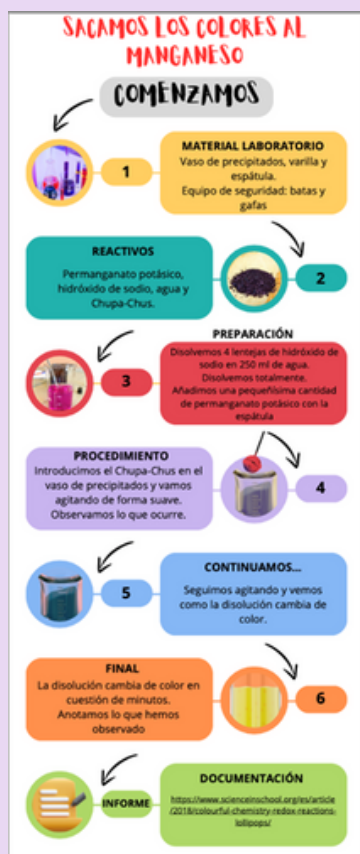 SACAMOS LOS COLORES AL
MANGANESO
COMENZAMOS
1
MATERIAL LABORATORIO
Vaso de precipitados, varilla y
espátula.
Equipo de seguridad: batas y
gafas
REACTIVOS
Permanganato potásico,
hidróxido de sodio, agua y
Chupa-Chus.
2
PREPARACIÓN
3
Disolvemos 4 lentejas de hidróxido de
sodio en 250 ml de agua.
Disolvemos totalmente.
Añadimos una pequeñísima cantidad
de permanganato potásico con la
espátula
PROCEDIMIENTO
Introducimos el Chupa-Chus en el
vaso de precipitados y vamos
agitando de forma suave.
Observamos lo que ocurre.
4
5
CONTINUAMOS...
Seguimos agitando y vemos
como la disolución cambia de
color.
FINAL
La disolución cambia de color en
cuestión de minutos.
Anotamos lo que hemos
observado
6
INFORME
DOCUMENTACIÓN
https://www.scienceinschool.org/es/article
/2018/colourful-chemistry-redox-reactions-
lollipops/